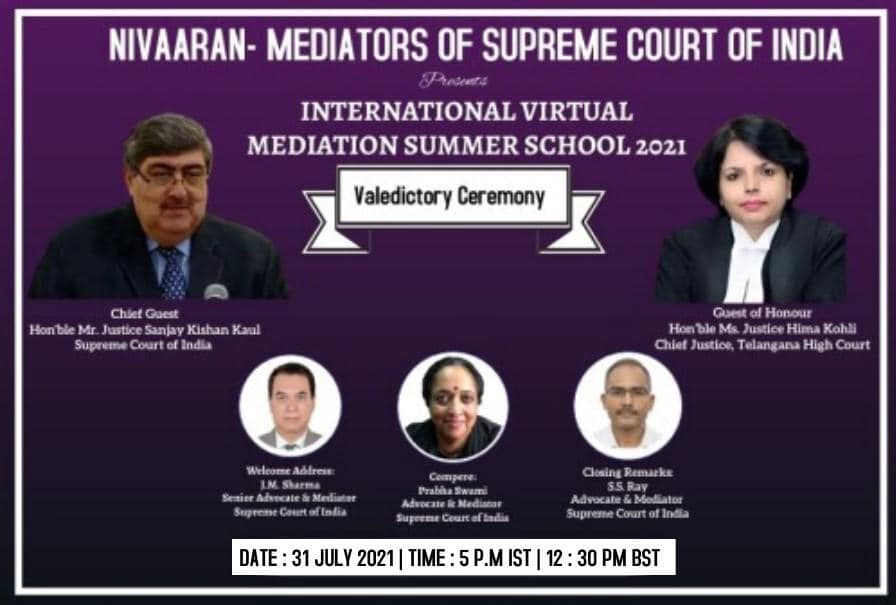 NIVAARAN- MEDIATORS OF SUPREME COURT OF INDIA
Presents
INTERNATIONAL VIRTUAL
MEDIATION SUMMER SCHOOL 2021
Valedictory Ceremony
Chief Guest
Hon'ble Mr. Justice Sanjay Kishan Kaul
Supreme Court of India
Guest of Honour
Hon'ble Ms. Justice Hima Kohli
Chief Justice, Telangana High Court
Welcome Address:
J.M. Sharma
Senior Advocate & Mediator
Supreme Court of India
Compere:
Prabha Swami
Advocate & Mediator
Supreme Court of India
Closing Remarks:
S.S. Ray
Advocate & Mediator
Supreme Court of India
DATE : 31 JULY 2021 | TIME : 5 P.M IST | 12 : 30 PM BST